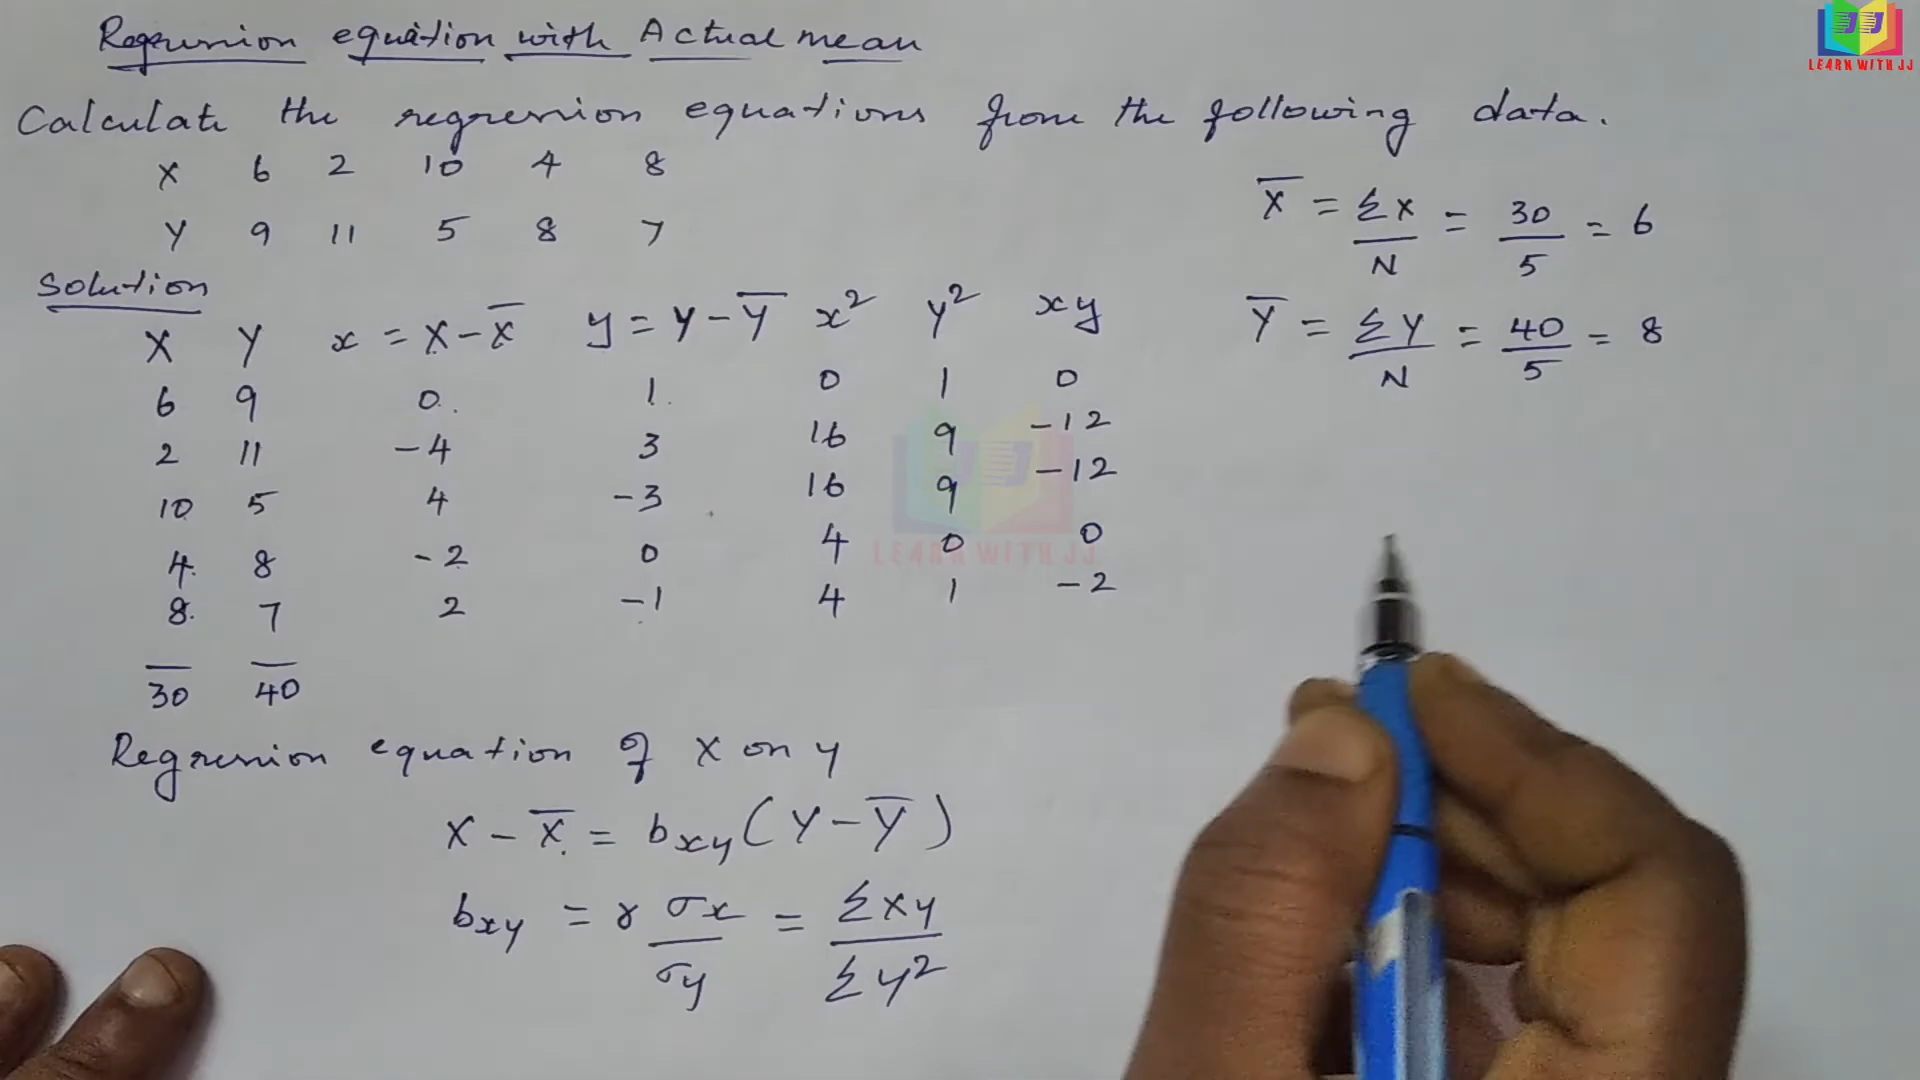 Regression equation with Actual mean
LEARN WITH JJ
Calculate the regression equations from the following data.
X 6 2 10 4 8
Y 9 11 5 8 7
X̅ = ΣX/N = 30/5 = 6
Y̅ = ΣY/N = 40/5 = 8
Solution
X Y x = X - X̅ y = Y - Y̅ x² y² xy
6 9 0 1 0 1 0
2 11 -4 3 16 9 -12
10 5 4 -3 16 9 -12
4 8 -2 0 4 0 0
8 7 2 -1 4 1 -2
30 40
LEARN WITH JJ
Regression equation of X on Y
X - X̅ = bxy (Y - Y̅)
bxy = r σx/σy = Σxy/Σy²